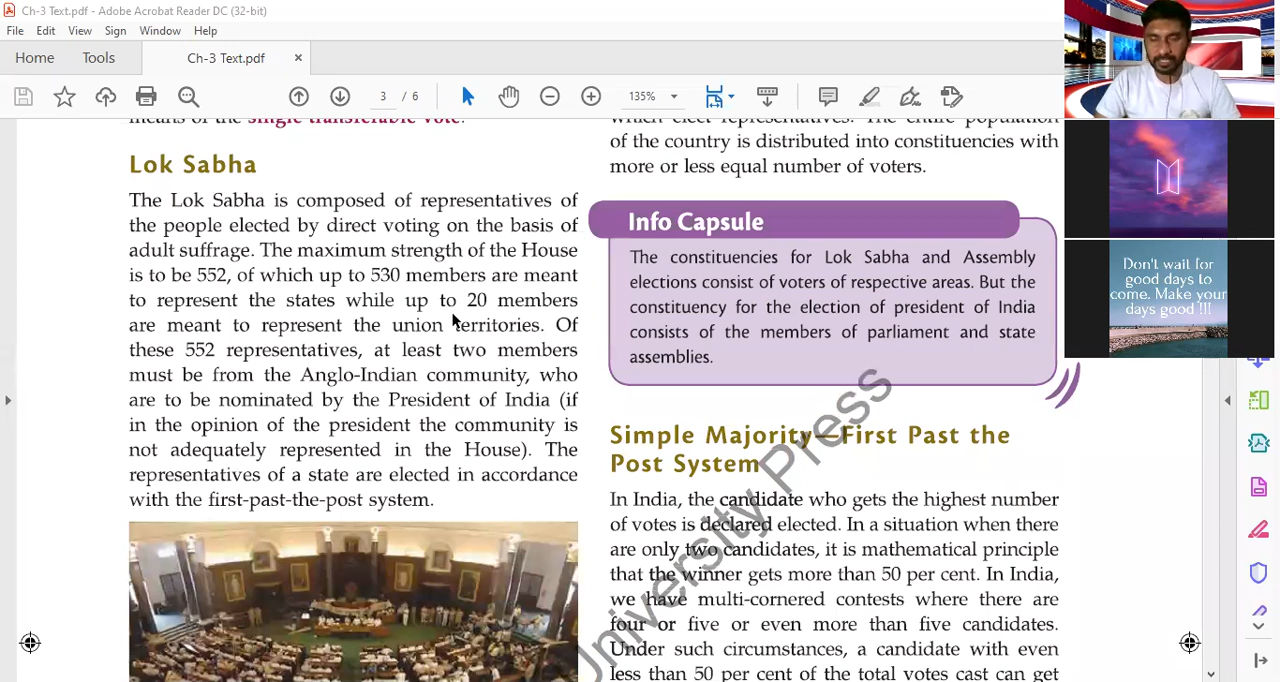 Ch-3 Text.pdf - Adobe Acrobat Reader DC (32-bit)
File Edit View Sign Window Help
Home Tools Ch-3 Text.pdf ×
3 / 6 135%
means of the single transferable vote.
Lok Sabha
The Lok Sabha is composed of representatives of
the people elected by direct voting on the basis of
adult suffrage. The maximum strength of the House
is to be 552, of which up to 530 members are meant
to represent the states while up to 20 members
are meant to represent the union territories. Of
these 552 representatives, at least two members
must be from the Anglo-Indian community, who
are to be nominated by the President of India (if
in the opinion of the president the community is
not adequately represented in the House). The
representatives of a state are elected in accordance
with the first-past-the-post system.
which elect representatives. The entire population
of the country is distributed into constituencies with
more or less equal number of voters.
Info Capsule
The constituencies for Lok Sabha and Assembly
elections consist of voters of respective areas. But the
constituency for the election of president of India
consists of the members of parliament and state
assemblies.
Simple Majority—First Past the
Post System
In India, the candidate who gets the highest number
of votes is declared elected. In a situation when there
are only two candidates, it is mathematical principle
that the winner gets more than 50 per cent. In India,
we have multi-cornered contests where there are
four or five or even more than five candidates.
Under such circumstances, a candidate with even
less than 50 per cent of the total votes cast can get
University Press
Don't wait for
good days to
come. Make your
days good !!!